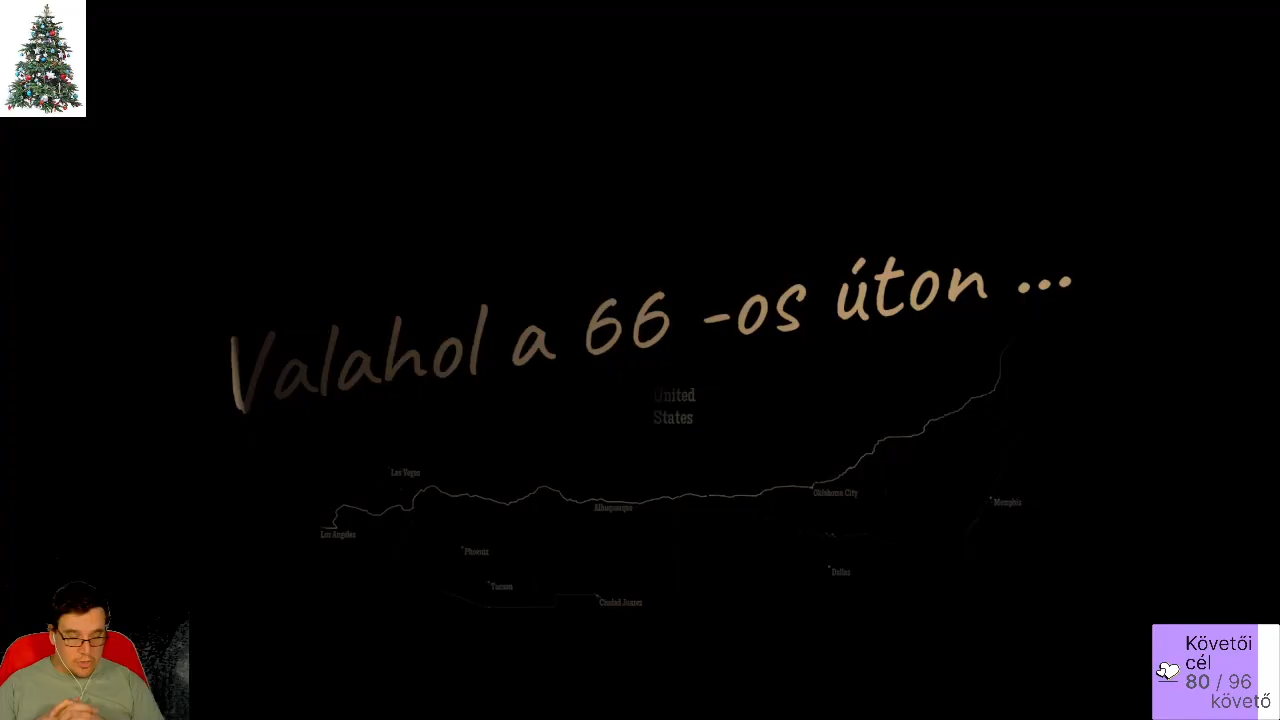 Valahol a 66 -os úton ...
United
States
Las Vegas
Oklahoma City
Memphis
Albuquerque
Los Angeles
Phoenix
Dallas
Tucson
Ciudad Juarez
Követői
cél
80 / 96
követő